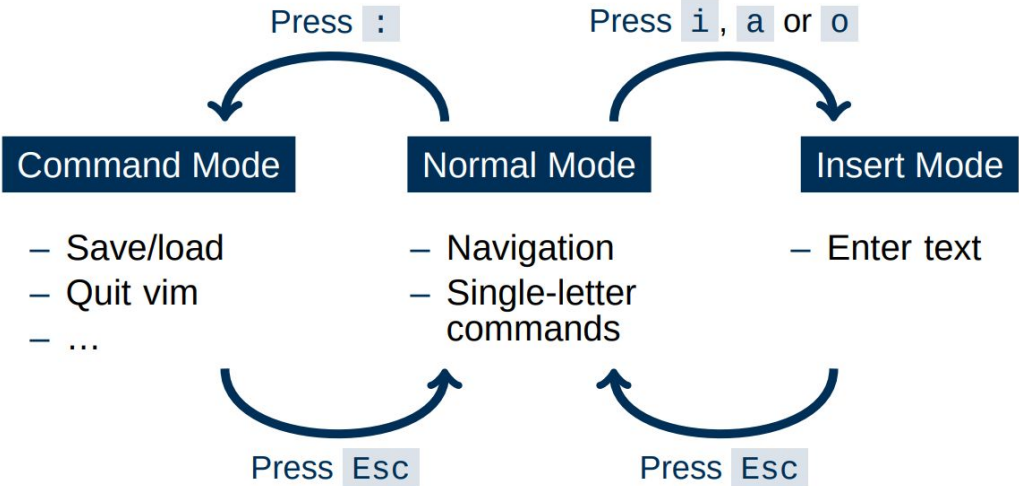 Press :
Press i, a or o
Command Mode
Normal Mode
Insert Mode
– Save/load
– Quit vim
– …
– Navigation
– Single-letter
commands
– Enter text
Press Esc
Press Esc